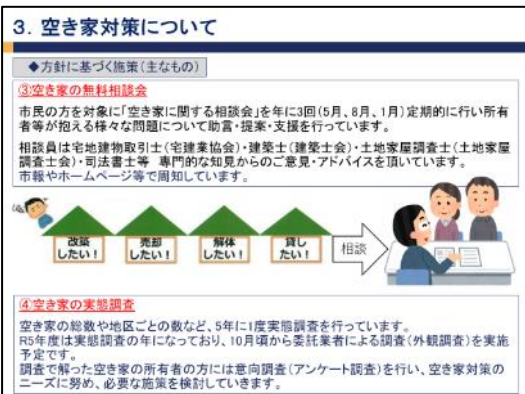 3. 空き家対策について
◆方針に基づく施策(主なもの)
③空き家の無料相談会
市民の方を対象に「空き家に関する相談会」を年に3回(5月、8月、1月)定期的に行い所有
者等が抱える様々な問題について助言・提案・支援を行っています。
相談員は宅地建物取引士(宅建業協会)・建築士(建築士会)・土地家屋調査士(土地家屋
調査士会)・司法書士等 専門的な知見からのご意見・アドバイスを頂いています。
市報やホームページ等で周知しています。
改築
したい!
売却
したい!
解体
したい!
貸し
たい!
相談
④空き家の実態調査
空き家の総数や地区ごとの数など、5年に1度実態調査を行っています。
R5年度は実態調査の年になっており、10月頃から委託業者による調査(外観調査)を実施
予定です。
調査で解った空き家の所有者の方には意向調査(アンケート調査)を行い、空き家対策の
ニーズに努め、必要な施策を検討していきます。